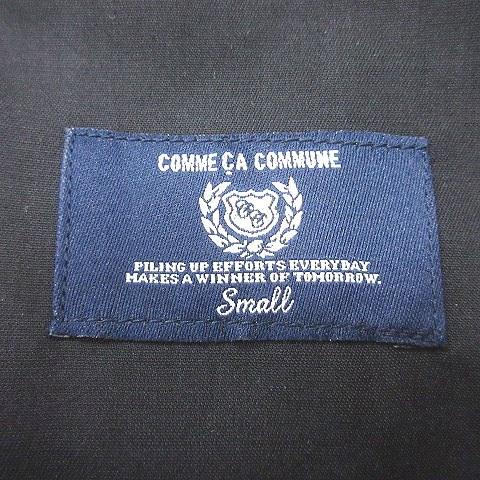 COMME ÇA COMMUNE
PILING UP EFFORTS EVERYDAY
MAKES A WINNER OF TOMORROW.
Small